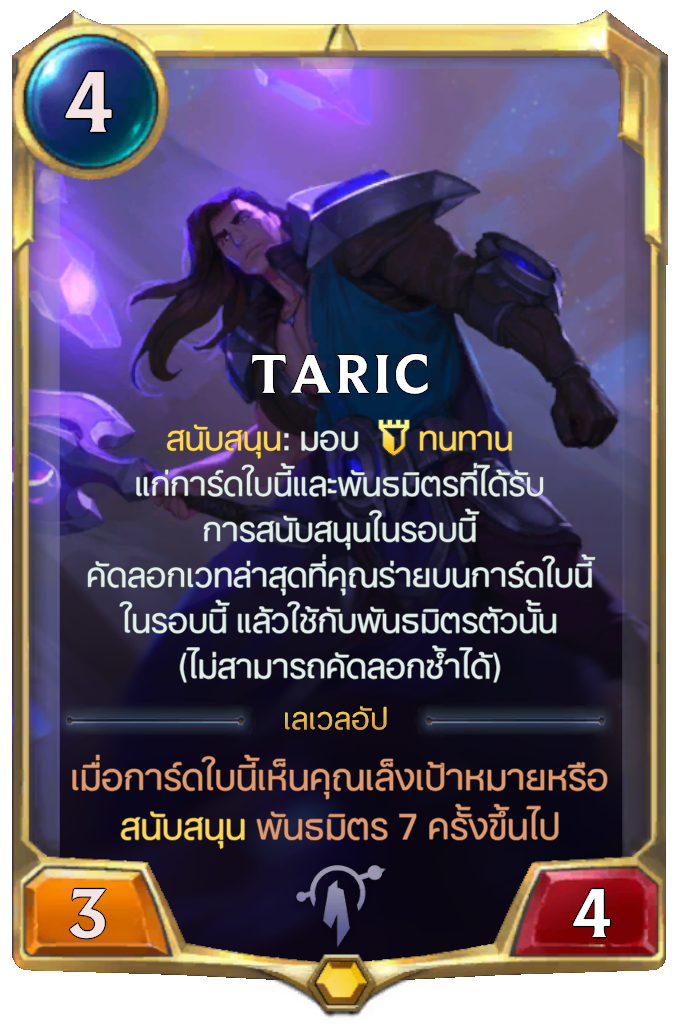 4
TARIC
สนับสนุน: มอบ ทนทาน
แก่การ์ดใบนี้และพันธมิตรที่ได้รับ
การสนับสนุนในรอบนี้
คัดลอกเวทล่าสุดที่คุณร่ายบนการ์ดใบนี้
ในรอบนี้ แล้วใช้กับพันธมิตรตัวนั้น
(ไม่สามารถคัดลอกซ้ำได้)
เลเวลอัป
เมื่อการ์ดใบนี้เห็นคุณเล็งเป้าหมายหรือ
สนับสนุน พันธมิตร 7 ครั้งขึ้นไป
3
4